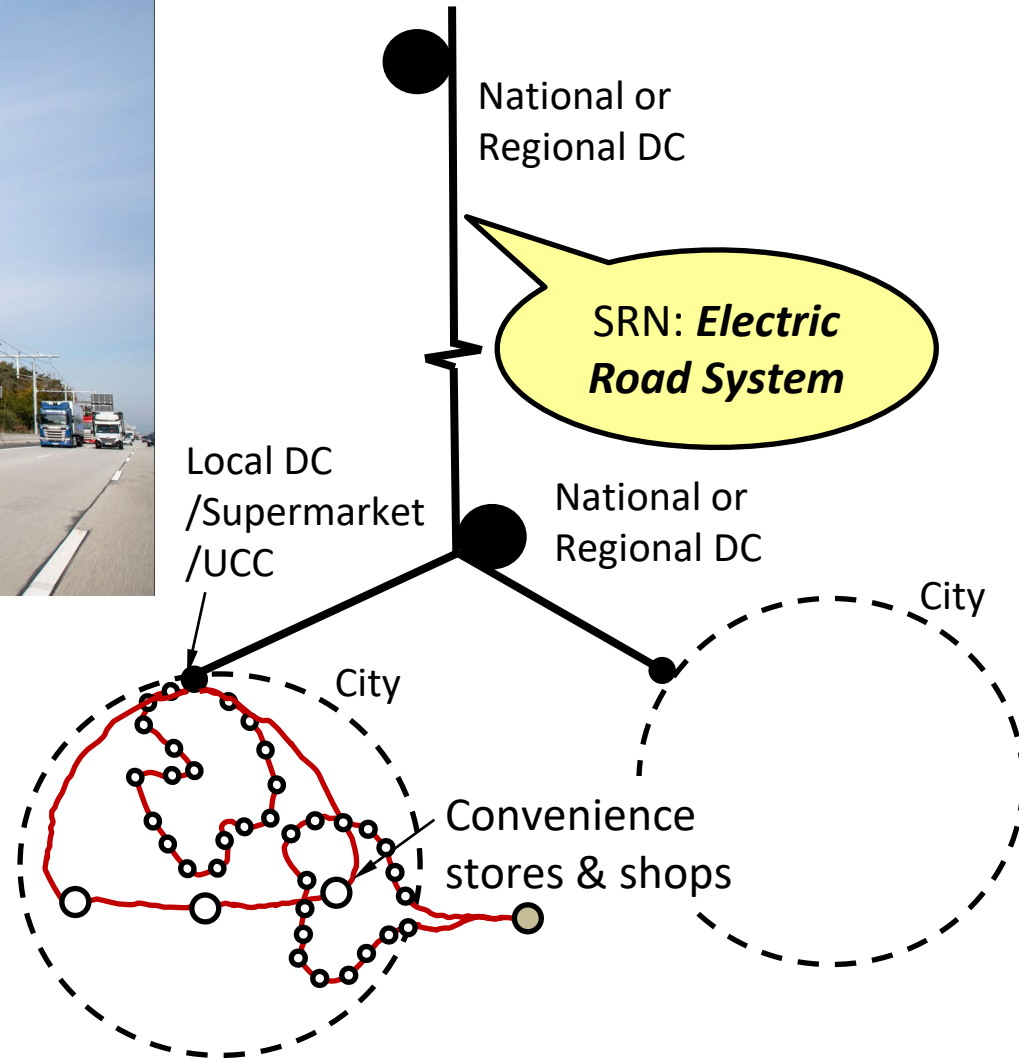 National or
Regional DC
SRN: Electric
Road System
Local DC
/Supermarket
/UCC
National or
Regional DC
City
City
Convenience
stores & shops